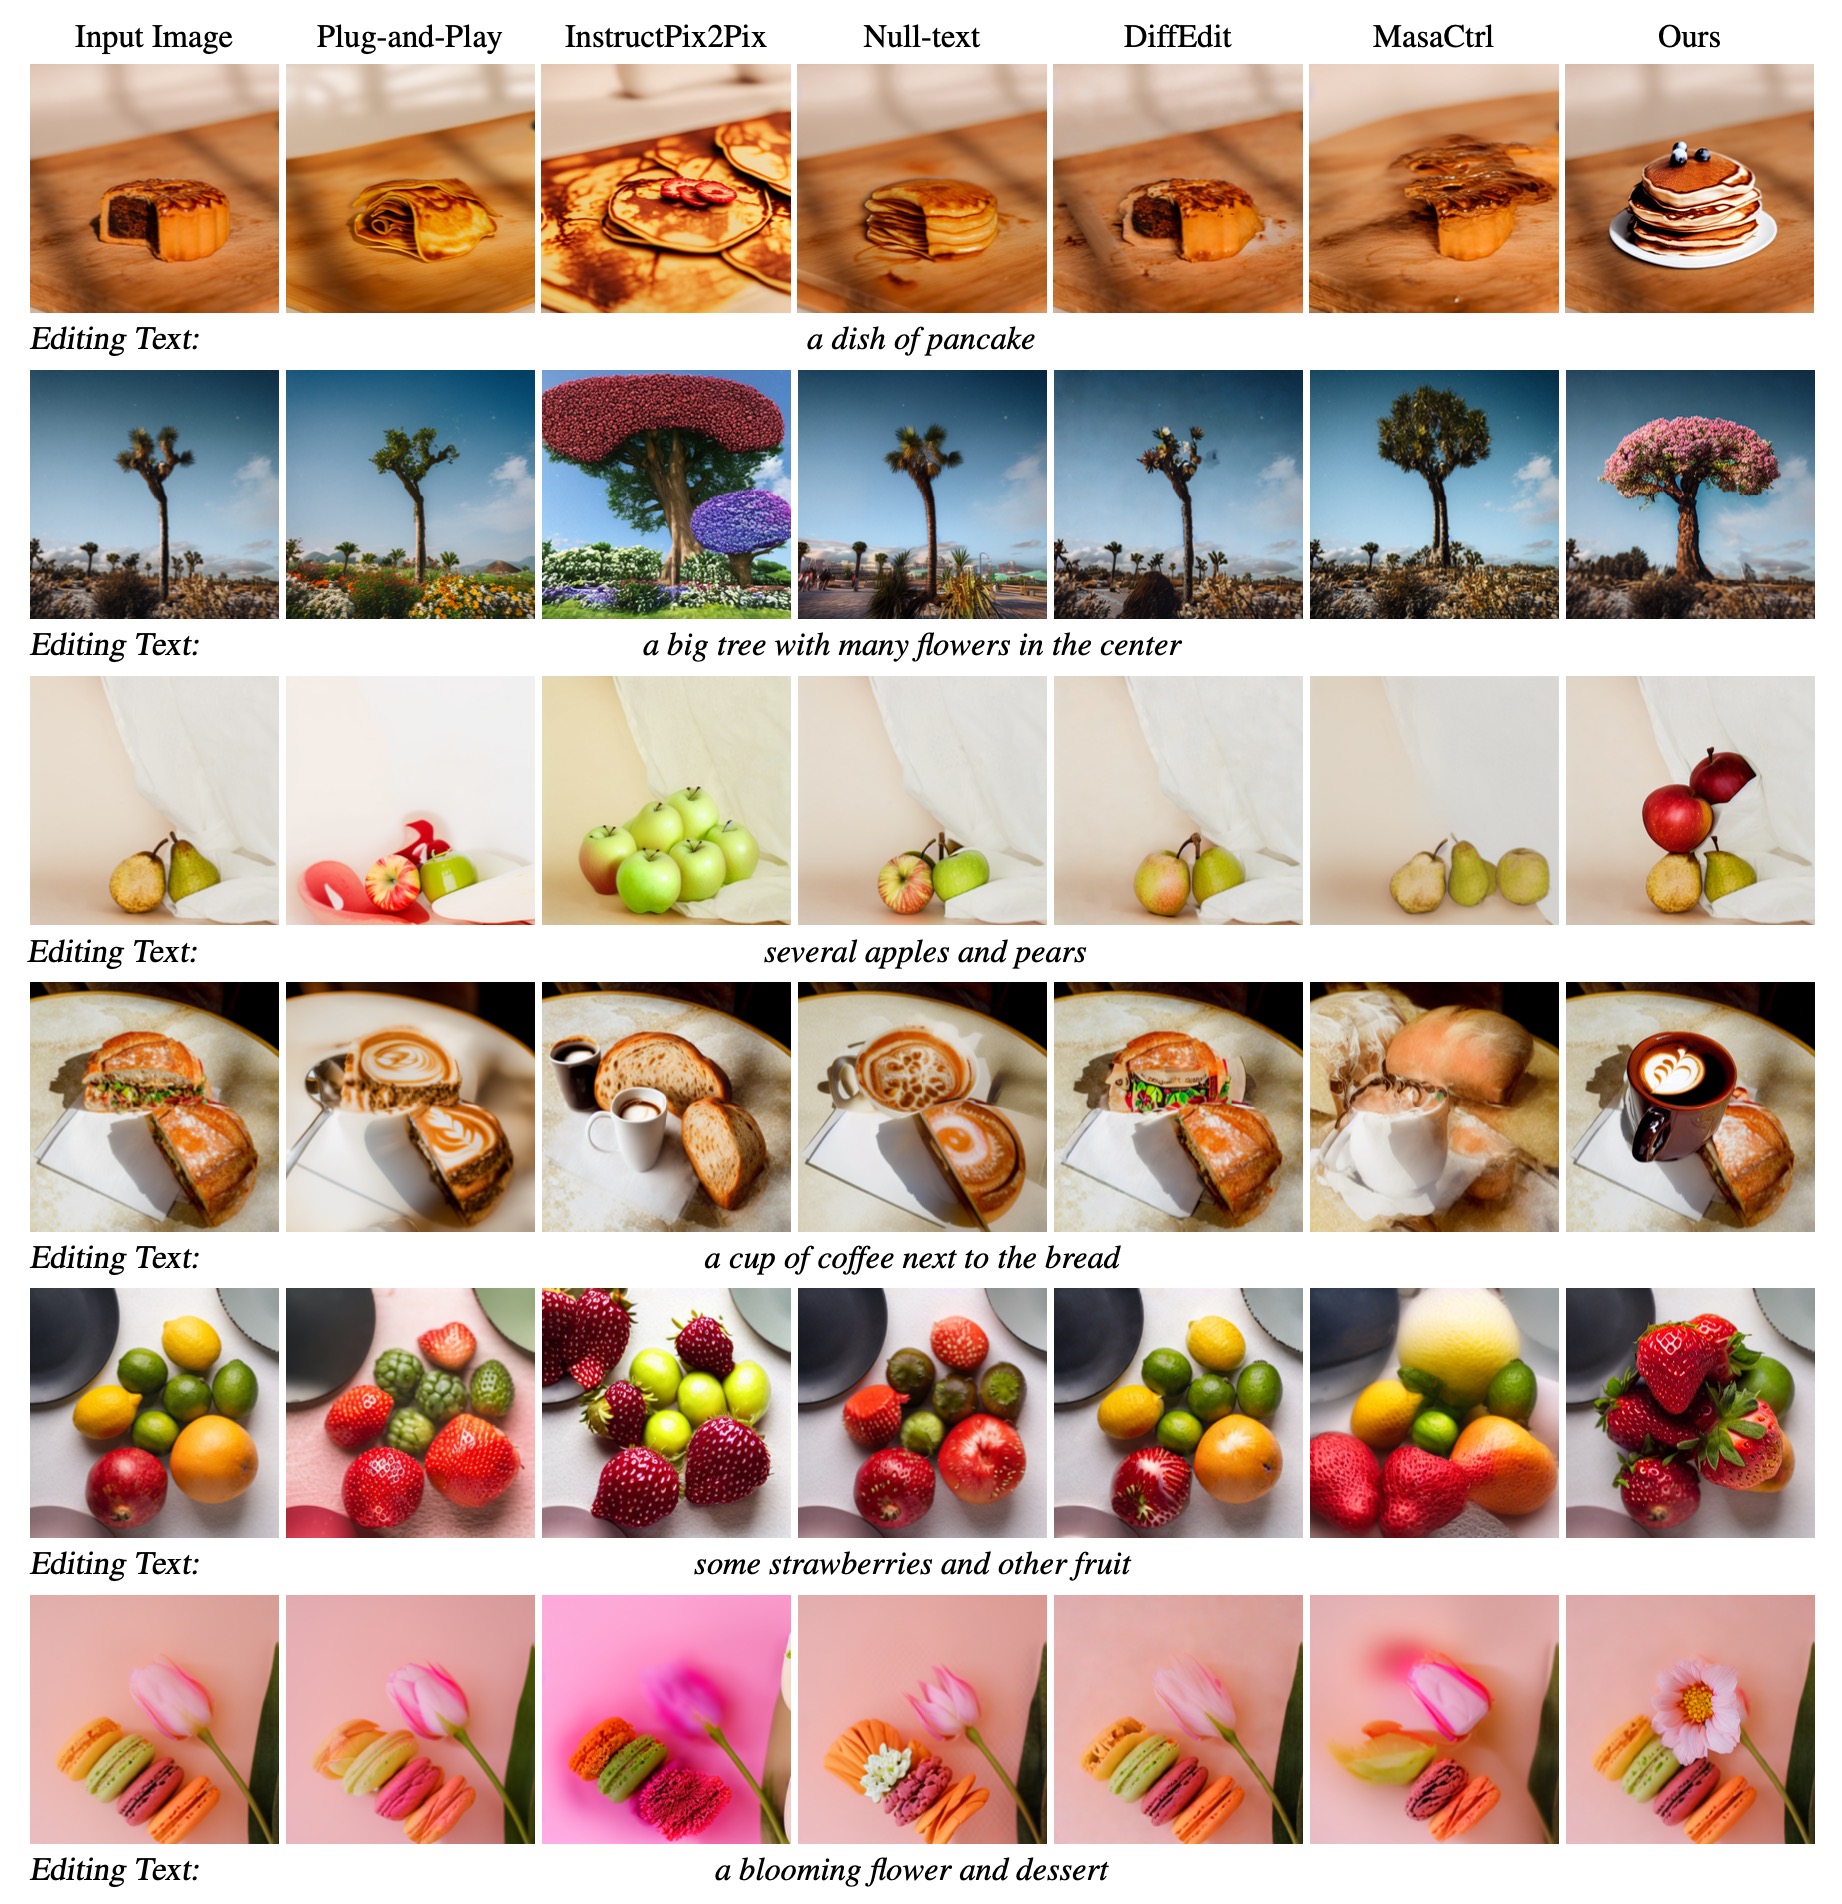 Input Image Plug-and-Play InstructPix2Pix Null-text DiffEdit MasaCtrl Ours
Editing Text: a dish of pancake
Editing Text: a big tree with many flowers in the center
Editing Text: several apples and pears
Editing Text: a cup of coffee next to the bread
Editing Text: some strawberries and other fruit
Editing Text: a blooming flower and dessert